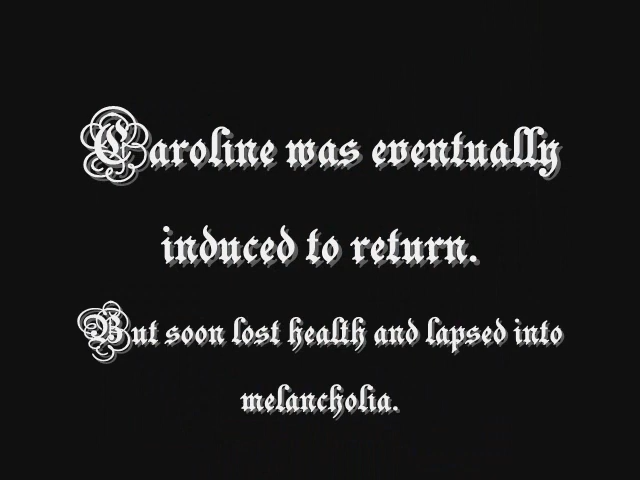 Caroline was eventually
induced to return.
But soon lost health and lapsed into
melancholia.